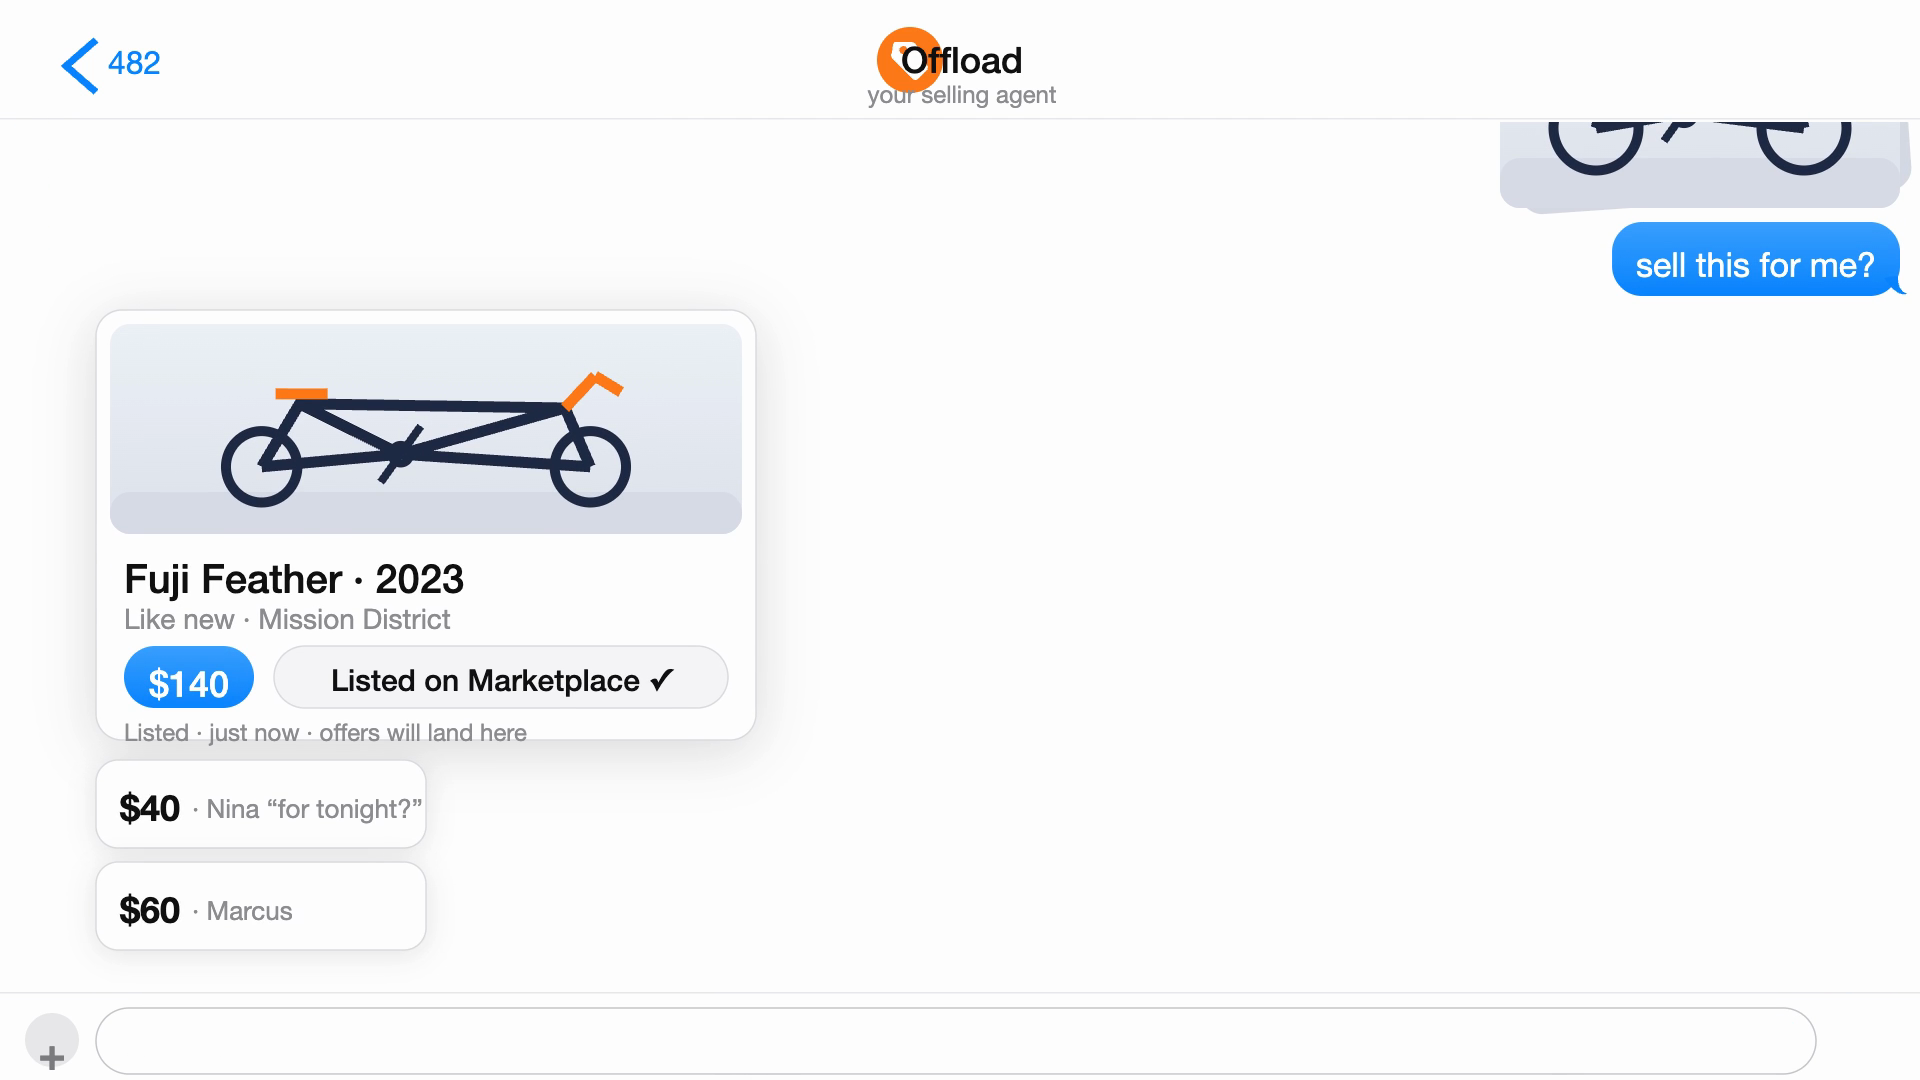 482
Offload
your selling agent
sell this for me?
Fuji Feather · 2023
Like new · Mission District
$140
Listed on Marketplace ✓
Listed · just now · offers will land here
$40 · Nina “for tonight?”
$60 · Marcus